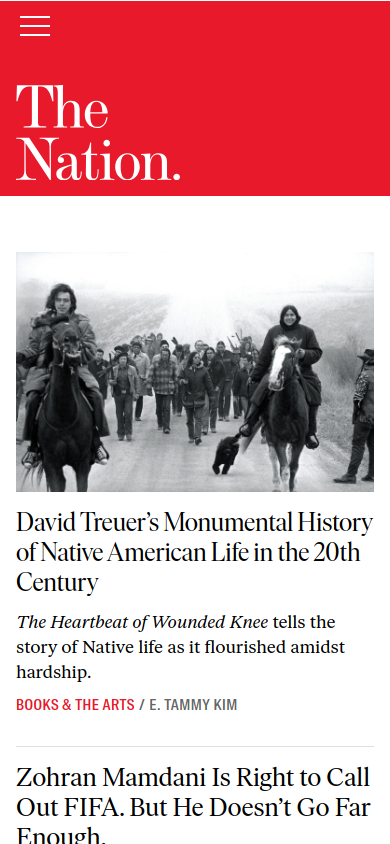 The
Nation.
David Treuer’s Monumental History
of Native American Life in the 20th
Century
The Heartbeat of Wounded Knee tells the
story of Native life as it flourished amidst
hardship.
BOOKS & THE ARTS / E. TAMMY KIM
Zohran Mamdani Is Right to Call
Out FIFA. But He Doesn’t Go Far
Enough.